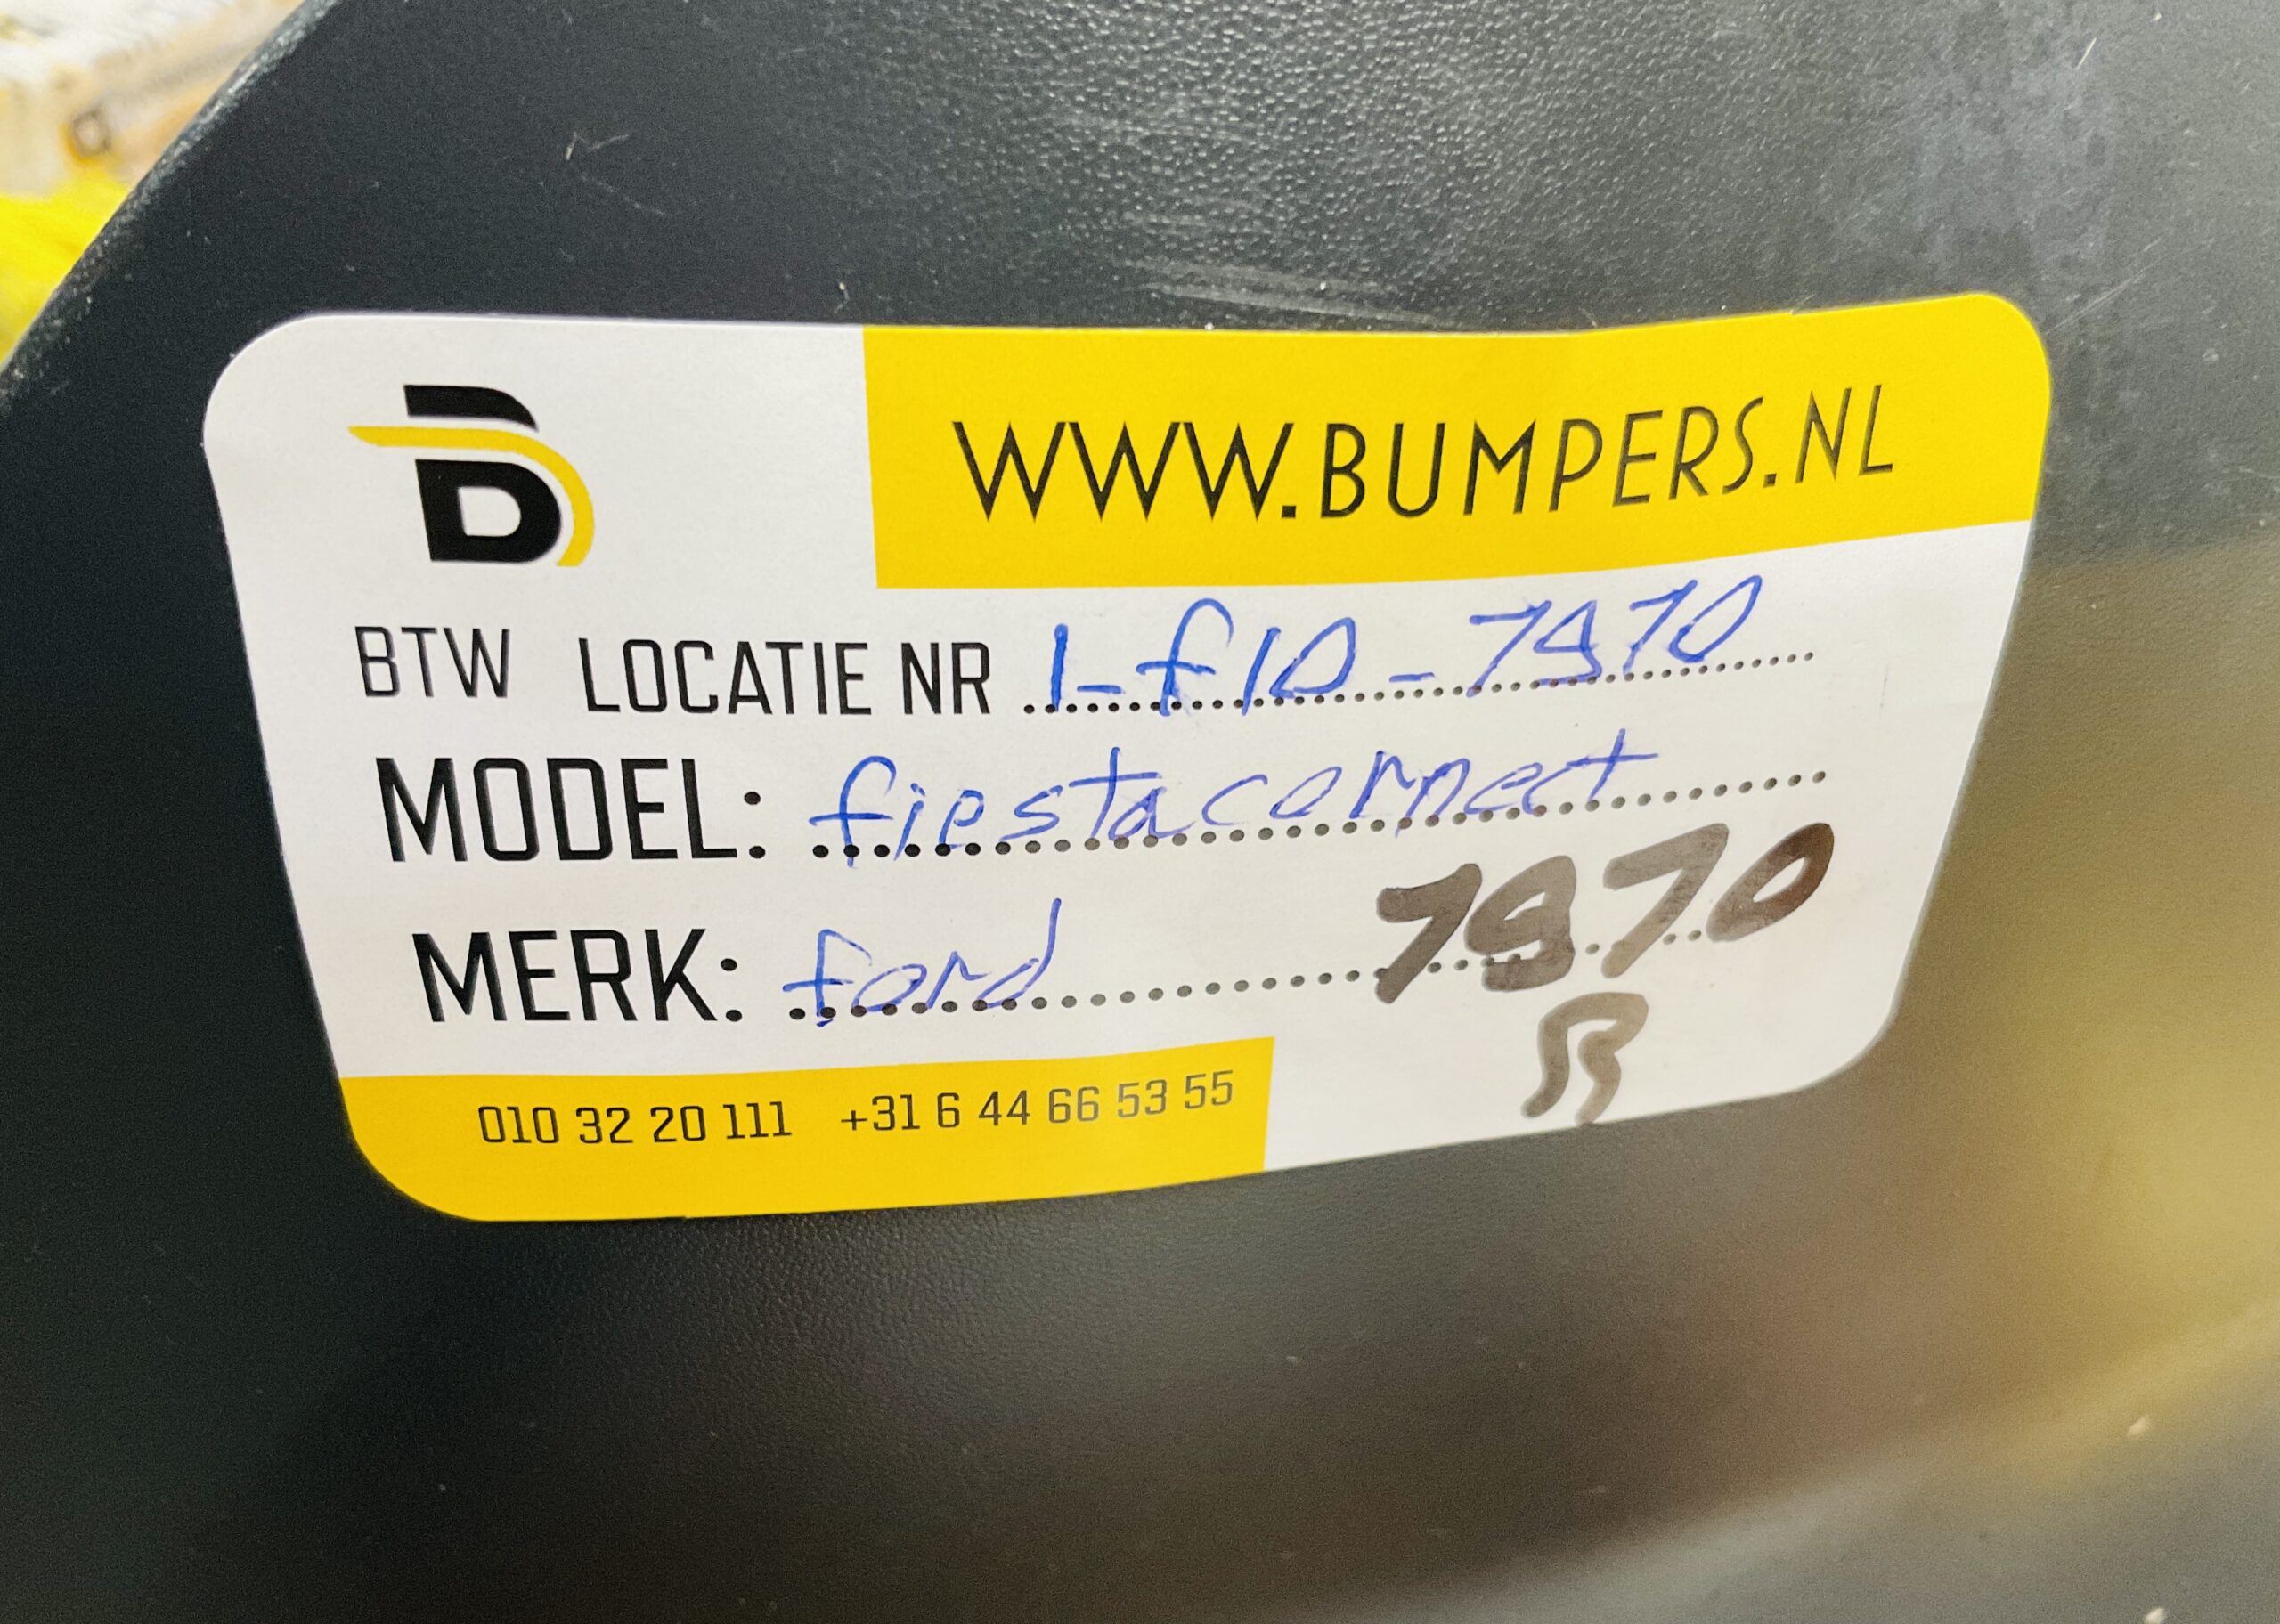 B
WWW.BUMPERS.NL
BTW LOCATIE NR 1-f10-7970
MODEL: fiestaconnect
MERK: ford 7970
R
010 32 20 111 +31 6 44 66 53 55